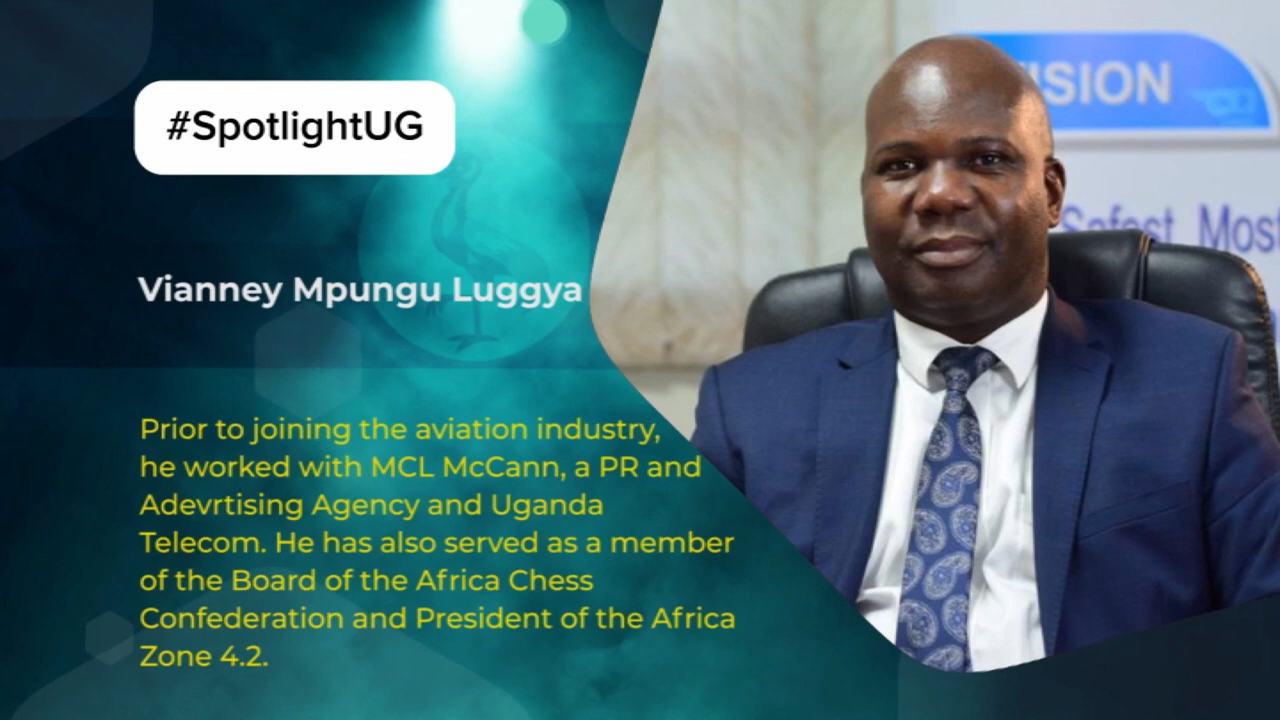 #SpotlightUG
VISION
Safest, Most
Vianney Mpungu Luggya
Prior to joining the aviation industry,
he worked with MCL McCann, a PR and
Adevrtising Agency and Uganda
Telecom. He has also served as a member
of the Board of the Africa Chess
Confederation and President of the Africa
Zone 4.2.